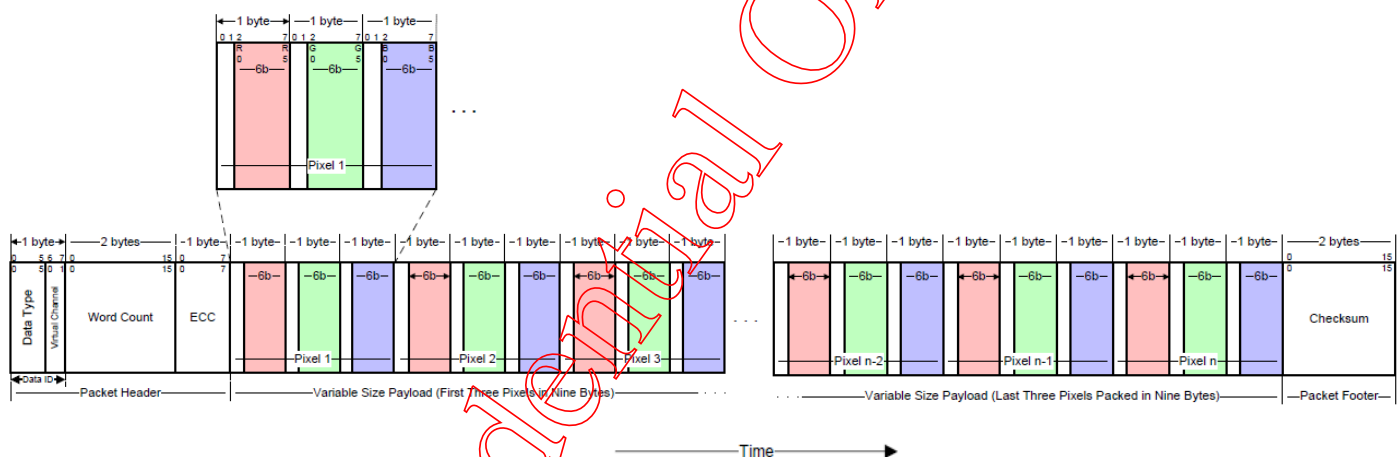 1 byte 1 byte 1 byte
0 1 2 7 0 1 2 7 0 1 2 7
R R G G B B
0 5 0 5 0 5
6b 6b 6b
. . .
Pixel 1
1 byte 2 bytes 1 byte 1 byte 1 byte 1 byte 1 byte 1 byte 1 byte 1 byte 1 byte 1 byte 1 byte 1 byte 1 byte 1 byte 1 byte 1 byte 1 byte 1 byte 1 byte 2 bytes
0 5 6 7 0 15 0 7 0 15
0 5 0 1 0 15 0 7 0 15
6b 6b 6b 6b 6b 6b 6b 6b 6b 6b 6b 6b 6b 6b 6b 6b 6b 6b
Data Type
Virtual Channel
Word Count
ECC
. . .
Checksum
Pixel 1 Pixel 2 Pixel 3 Pixel n-2 Pixel n-1 Pixel n
Data ID
Packet Header
Variable Size Payload (First Three Pixels in Nine Bytes)
. . .
. . .
Variable Size Payload (Last Three Pixels Packed in Nine Bytes)
Packet Footer
Time
dential